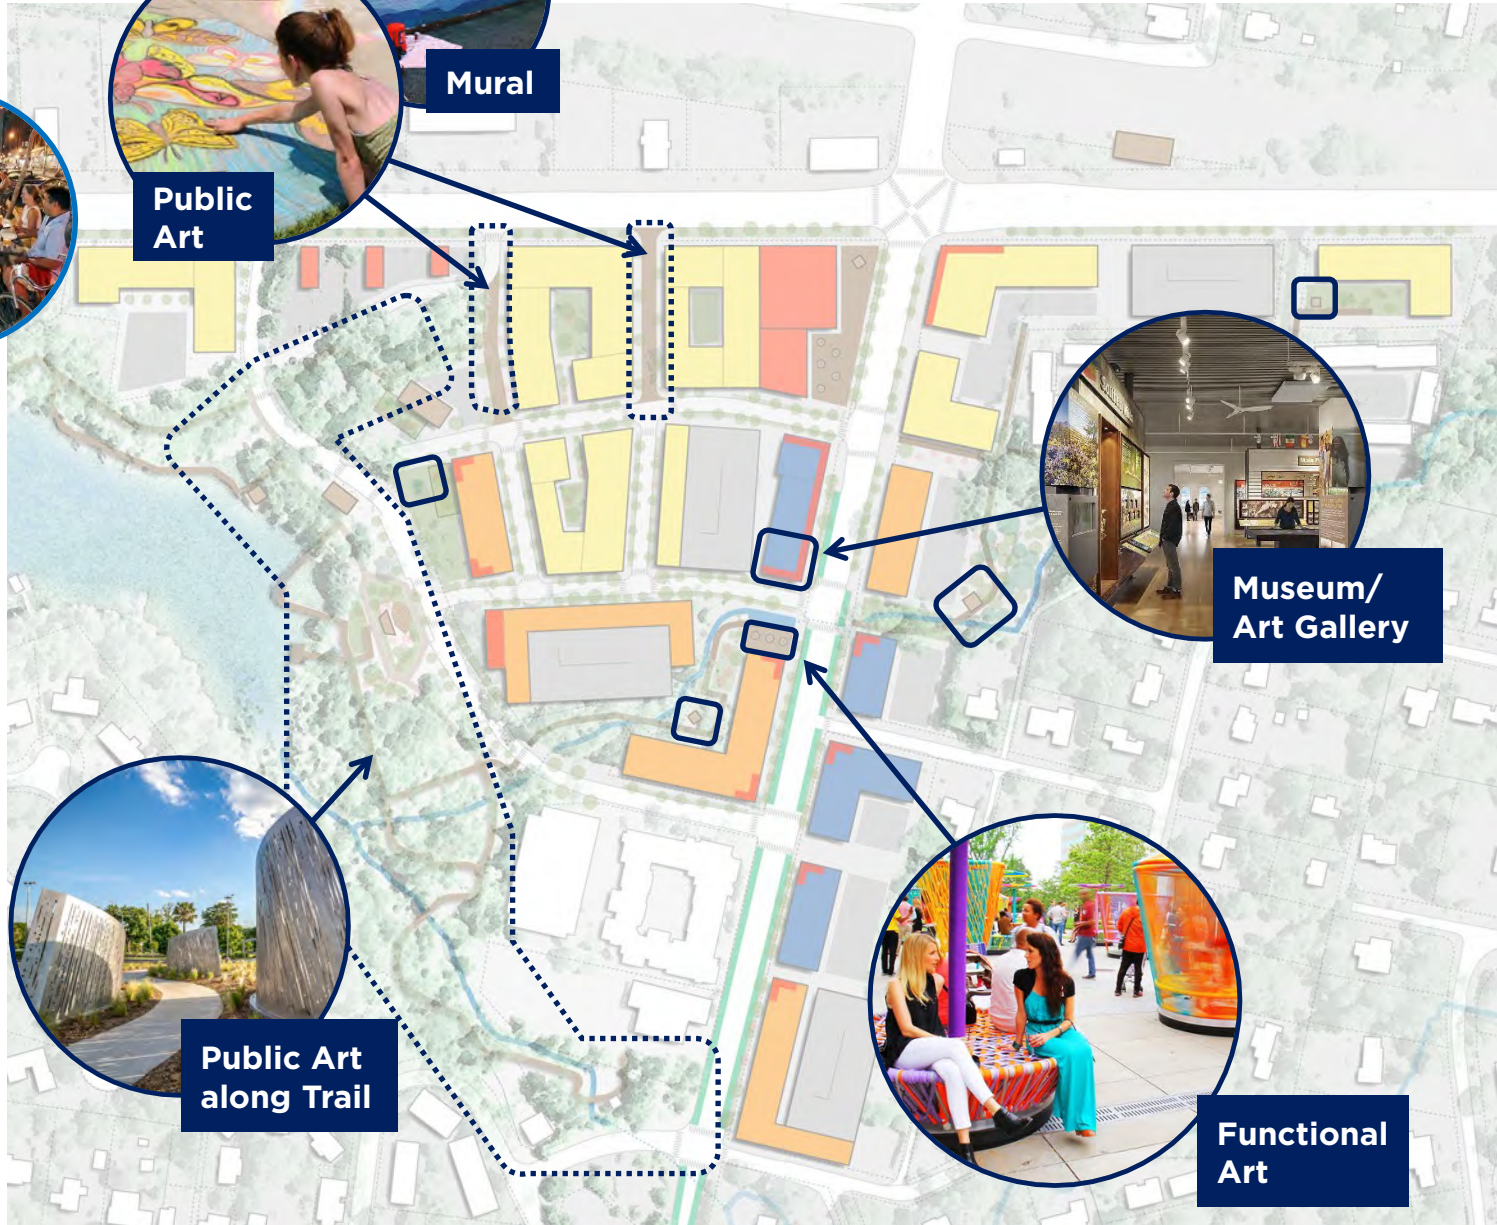 Mural
Public
Art
Museum/
Art Gallery
Public Art
along Trail
Functional
Art